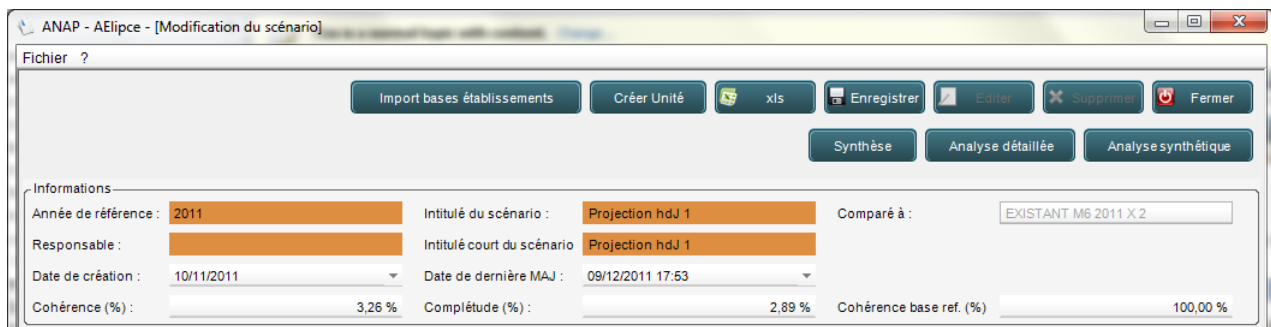 ANAP - AElipce - [Modification du scénario]
Fichier ?
Import bases établissements Créer Unité xls Enregistrer Editer Supprimer Fermer
Synthèse Analyse détaillée Analyse synthétique
Informations
Année de référence : 2011 Intitulé du scénario : Projection hdJ 1 Comparé à : EXISTANT M6 2011 X 2
Responsable : Intitulé court du scénario Projection hdJ 1
Date de création : 10/11/2011 Date de dernière MAJ : 09/12/2011 17:53
Cohérence (%) : 3,26 % Complétude (%) : 2,89 % Cohérence base ref. (%) 100,00 %